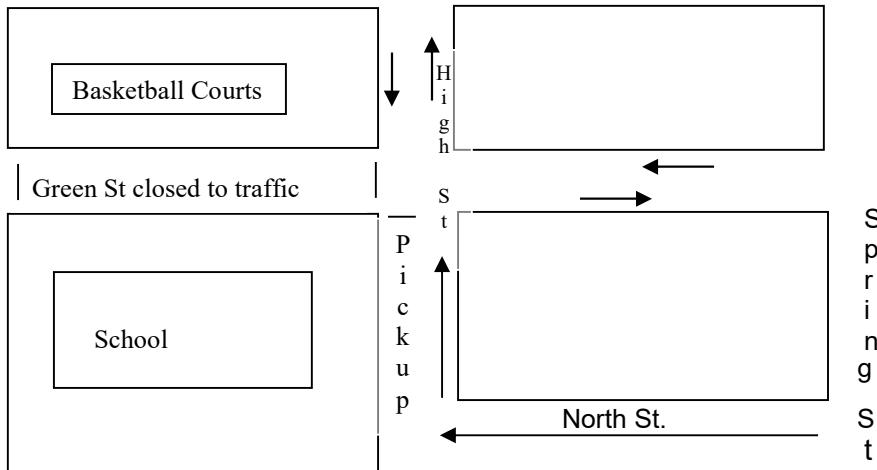 Basketball Courts
High St
Green St closed to traffic
Pickup
School
North St.
Spring St